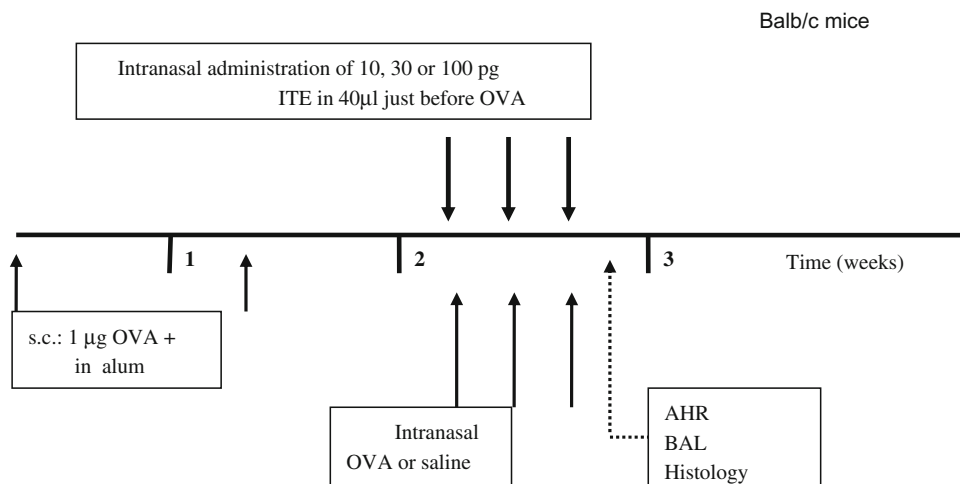 Balb/c mice
Intranasal administration of 10, 30 or 100 pg
ITE in 40μl just before OVA
1
2
3
Time (weeks)
s.c.: 1 μg OVA +
in alum
Intranasal
OVA or saline
AHR
BAL
Histology